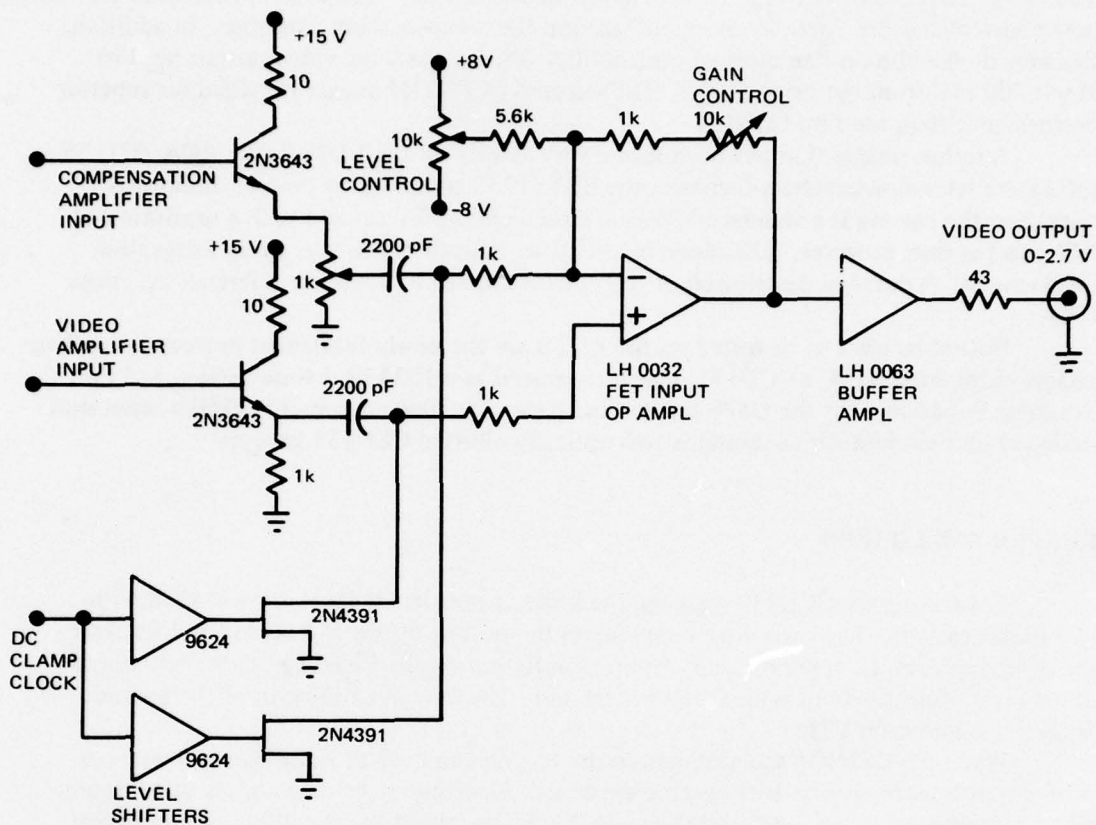 +15 V
10
2N3643
COMPENSATION
AMPLIFIER
INPUT
+8V
10k
LEVEL
CONTROL
-8 V
5.6k
1k
10k
GAIN
CONTROL
+15 V
10
1k
2200 pF
1k
VIDEO
AMPLIFIER
INPUT
2N3643
2200 pF
1k
1k
LH 0032
FET INPUT
OP AMPL
LH 0063
BUFFER
AMPL
43
VIDEO OUTPUT
0-2.7 V
DC
CLAMP
CLOCK
9624
2N4391
9624
2N4391
LEVEL
SHIFTERS